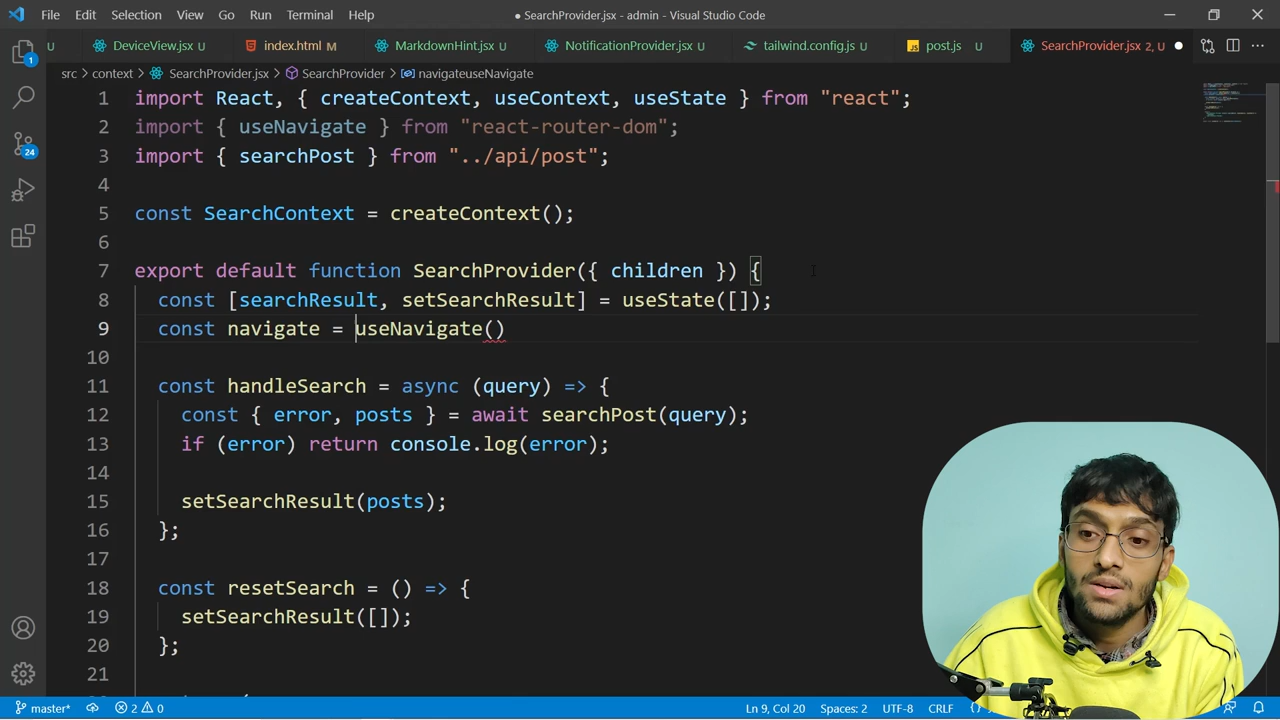 File Edit Selection View Go Run Terminal Help
● SearchProvider.jsx - admin - Visual Studio Code
U DeviceView.jsx U index.html M MarkdownHint.jsx U NotificationProvider.jsx U tailwind.config.js U JS post.js U SearchProvider.jsx 2, U
src > context > SearchProvider.jsx > SearchProvider > navigateuseNavigate
1 import React, { createContext, useContext, useState } from "react";
2 import { useNavigate } from "react-router-dom";
3 import { searchPost } from "../api/post";
4
5 const SearchContext = createContext();
6
7 export default function SearchProvider({ children }) {
8 const [searchResult, setSearchResult] = useState([]);
9 const navigate = useNavigate()
10
11 const handleSearch = async (query) => {
12 const { error, posts } = await searchPost(query);
13 if (error) return console.log(error);
14
15 setSearchResult(posts);
16 };
17
18 const resetSearch = () => {
19 setSearchResult([]);
20 };
21
1
24
master* 2 0 Ln 9, Col 20 Spaces: 2 UTF-8 CRLF